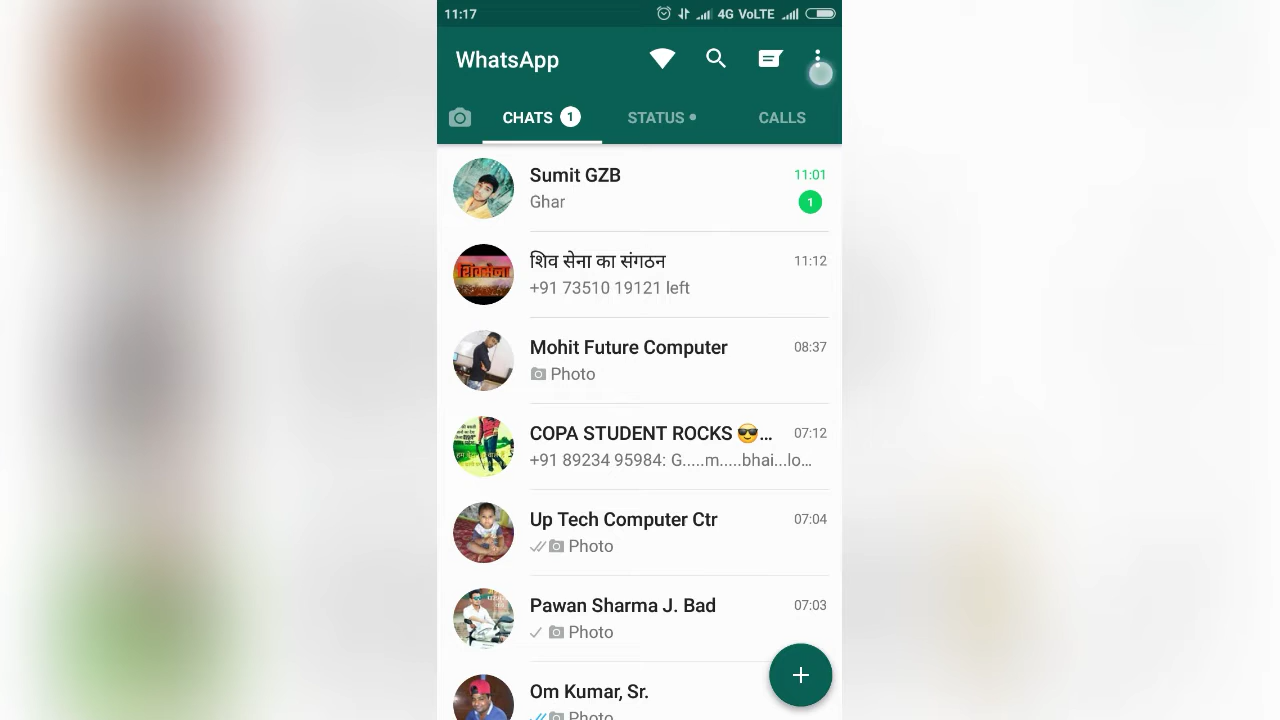 11:17 4G VoLTE
WhatsApp
CHATS 1 STATUS CALLS
Sumit GZB 11:01
Ghar 1
शिव सेना का संगठन 11:12
+91 73510 19121 left
Mohit Future Computer 08:37
Photo
COPA STUDENT ROCKS 😎... 07:12
+91 89234 95984: G.....m.....bhai...lo...
Up Tech Computer Ctr 07:04
Photo
Pawan Sharma J. Bad 07:03
Photo
Om Kumar, Sr.
Photo
शिवसेना